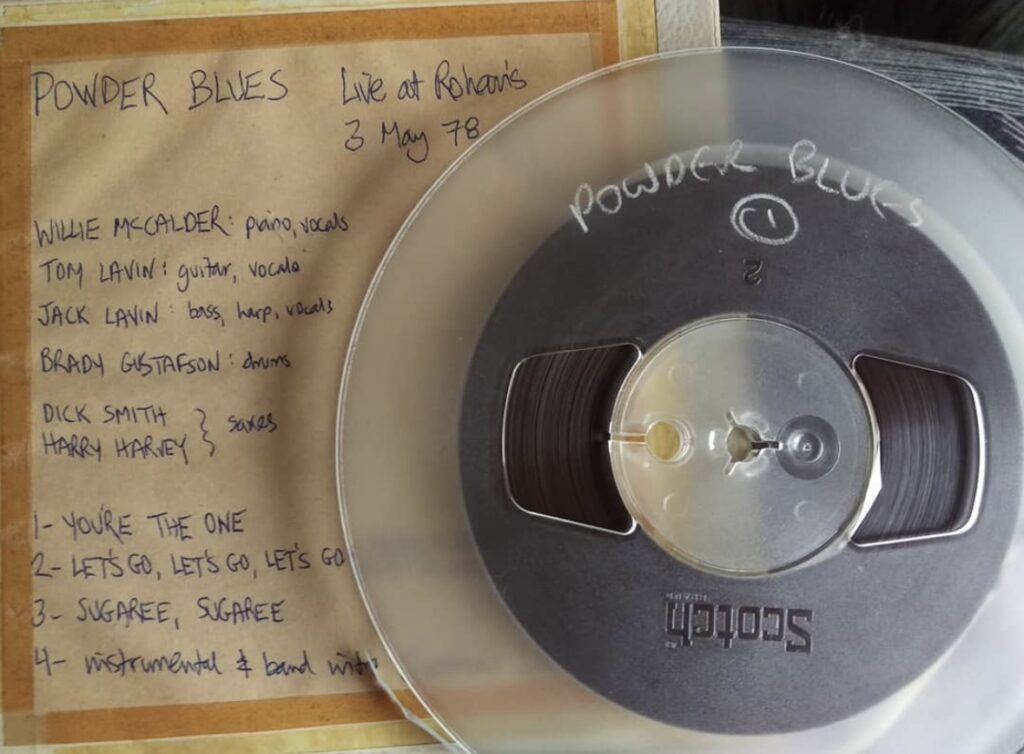 POWDER BLUES Live at Rohan's
3 May 78
WILLIE McCALDER: piano, vocals
TOM LAVIN: guitar, vocals
JACK LAVIN: bass, harp, vocals
BRADY GUSTAFSON: drums
DICK SMITH } saxes
HARRY HARVEY
1- YOU'RE THE ONE
2- LET'S GO, LET'S GO, LET'S GO
3- SUGAREE, SUGAREE
4- instrumental & band intro
POWDER BLUES
1
2
Scotch